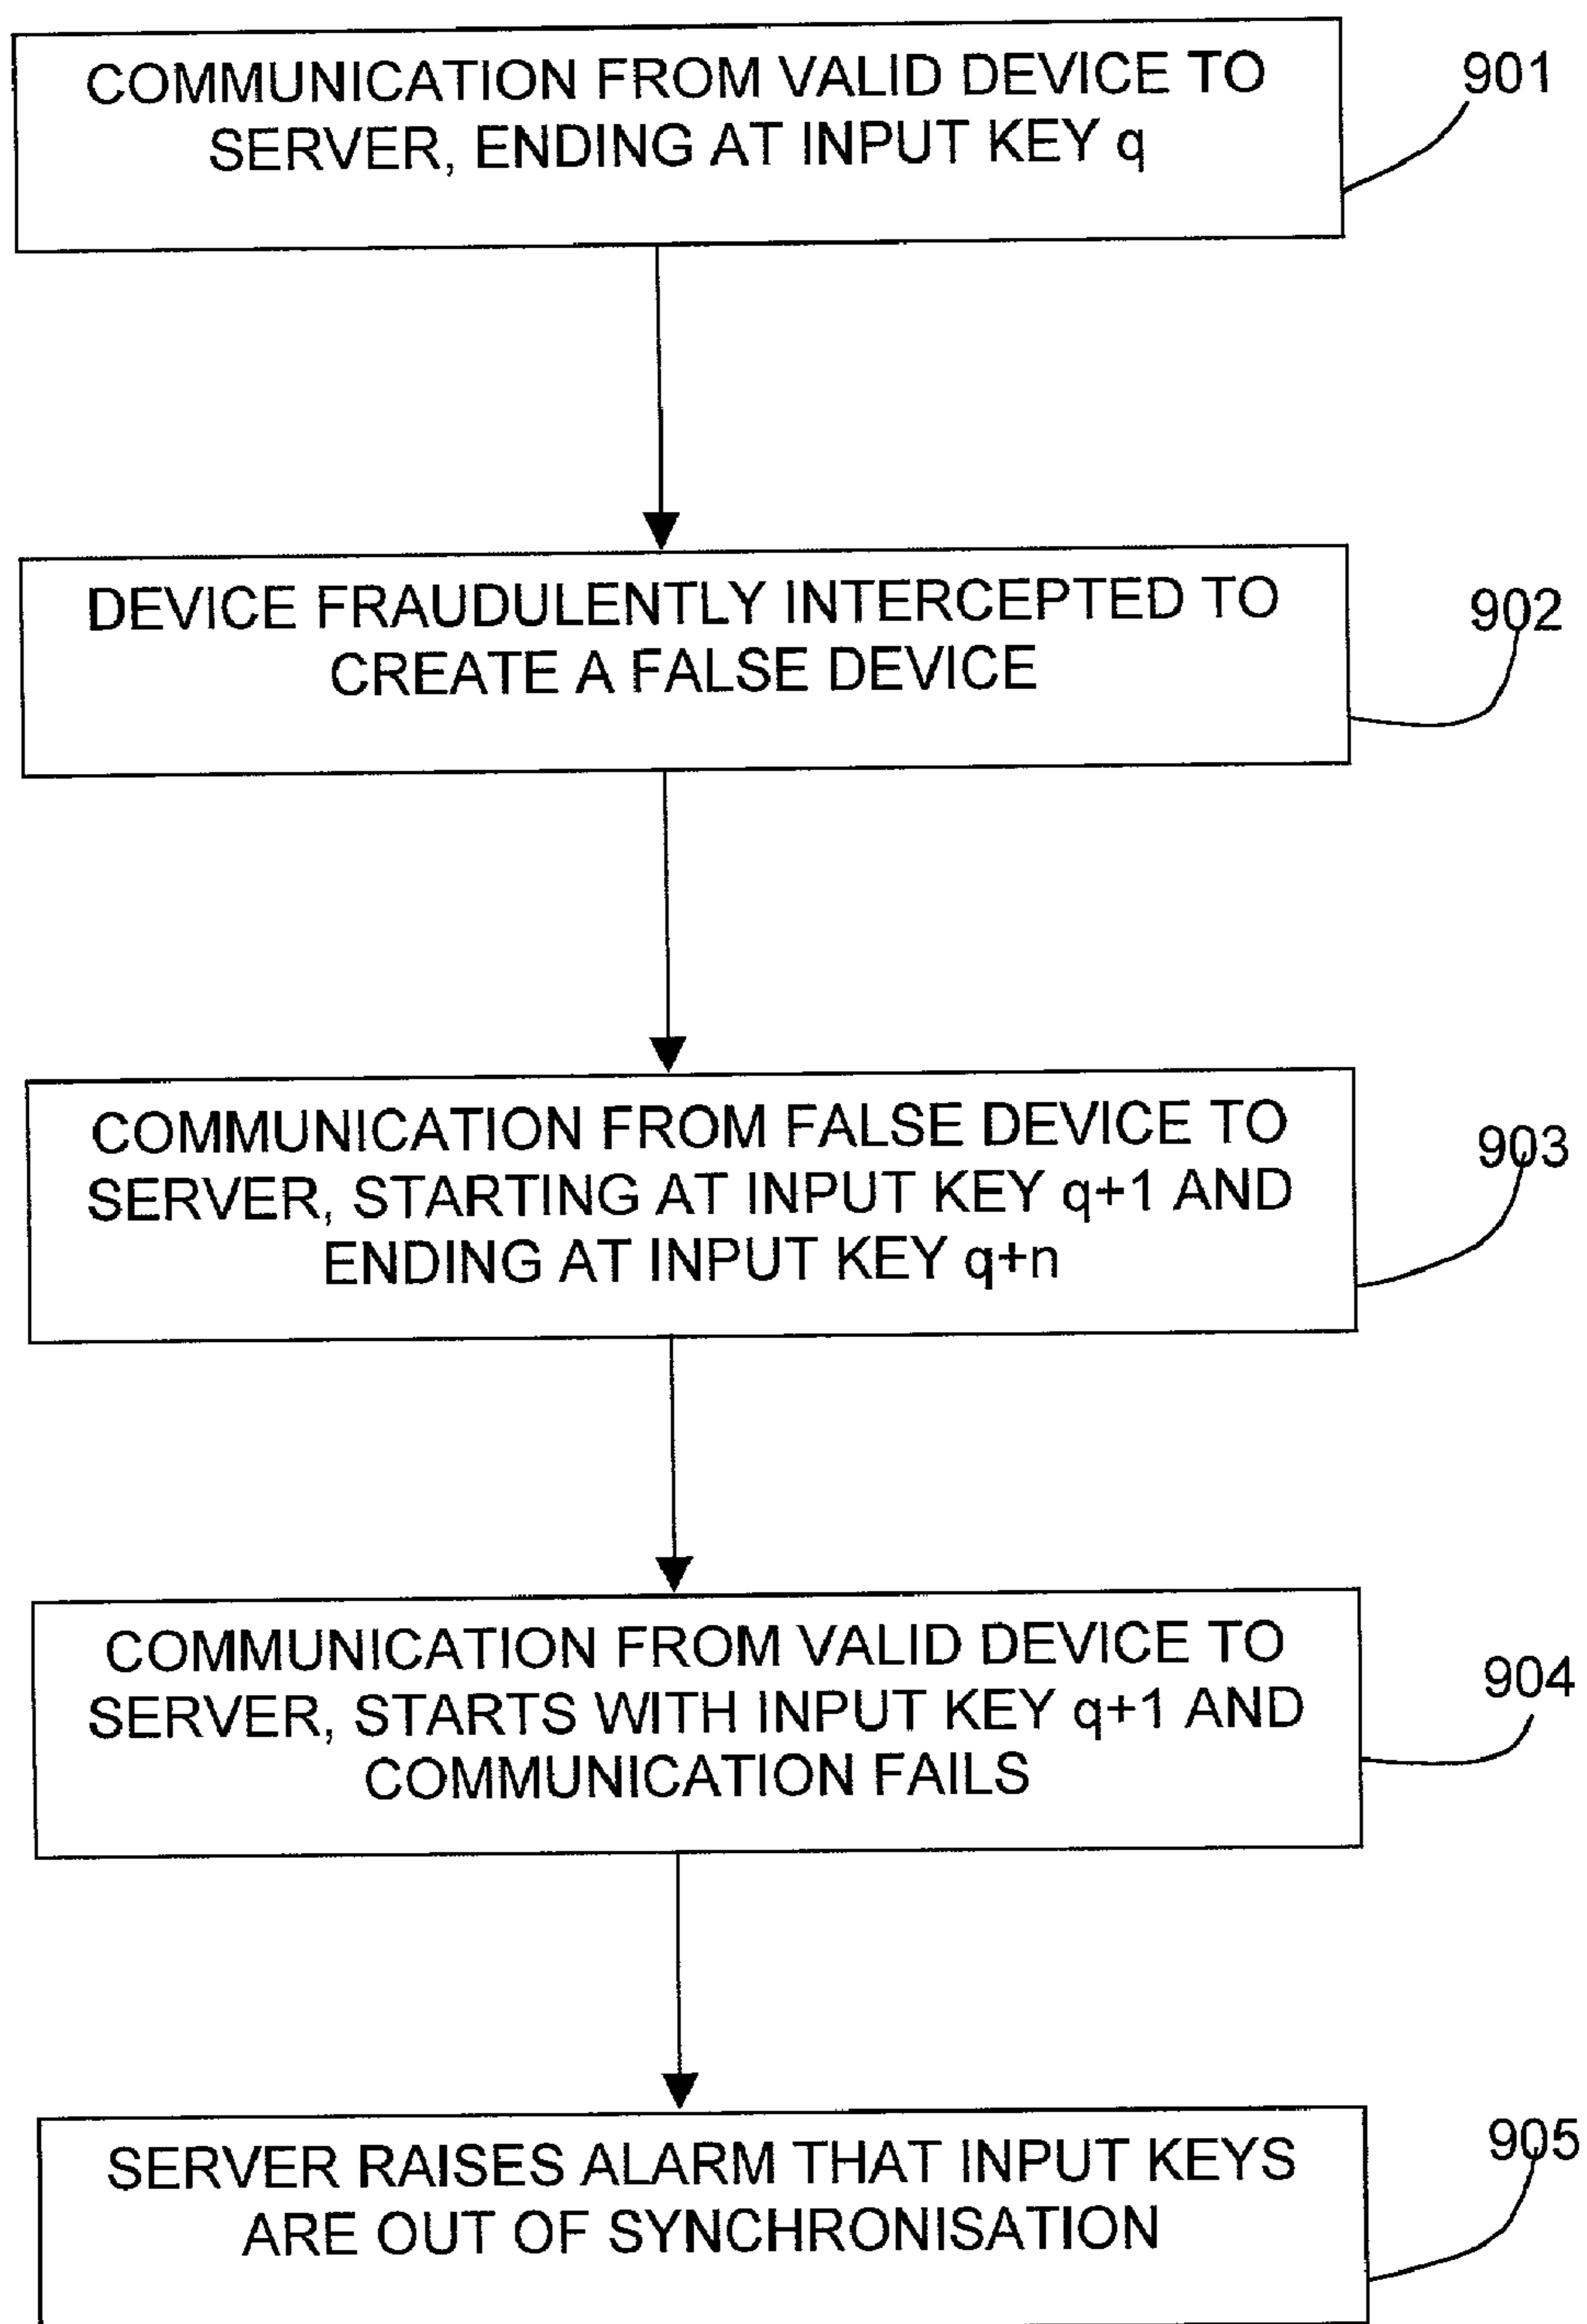 COMMUNICATION FROM VALID DEVICE TO
SERVER, ENDING AT INPUT KEY q
901
DEVICE FRAUDULENTLY INTERCEPTED TO
CREATE A FALSE DEVICE
902
COMMUNICATION FROM FALSE DEVICE TO
SERVER, STARTING AT INPUT KEY q+1 AND
ENDING AT INPUT KEY q+n
903
COMMUNICATION FROM VALID DEVICE TO
SERVER, STARTS WITH INPUT KEY q+1 AND
COMMUNICATION FAILS
904
SERVER RAISES ALARM THAT INPUT KEYS
ARE OUT OF SYNCHRONISATION
905